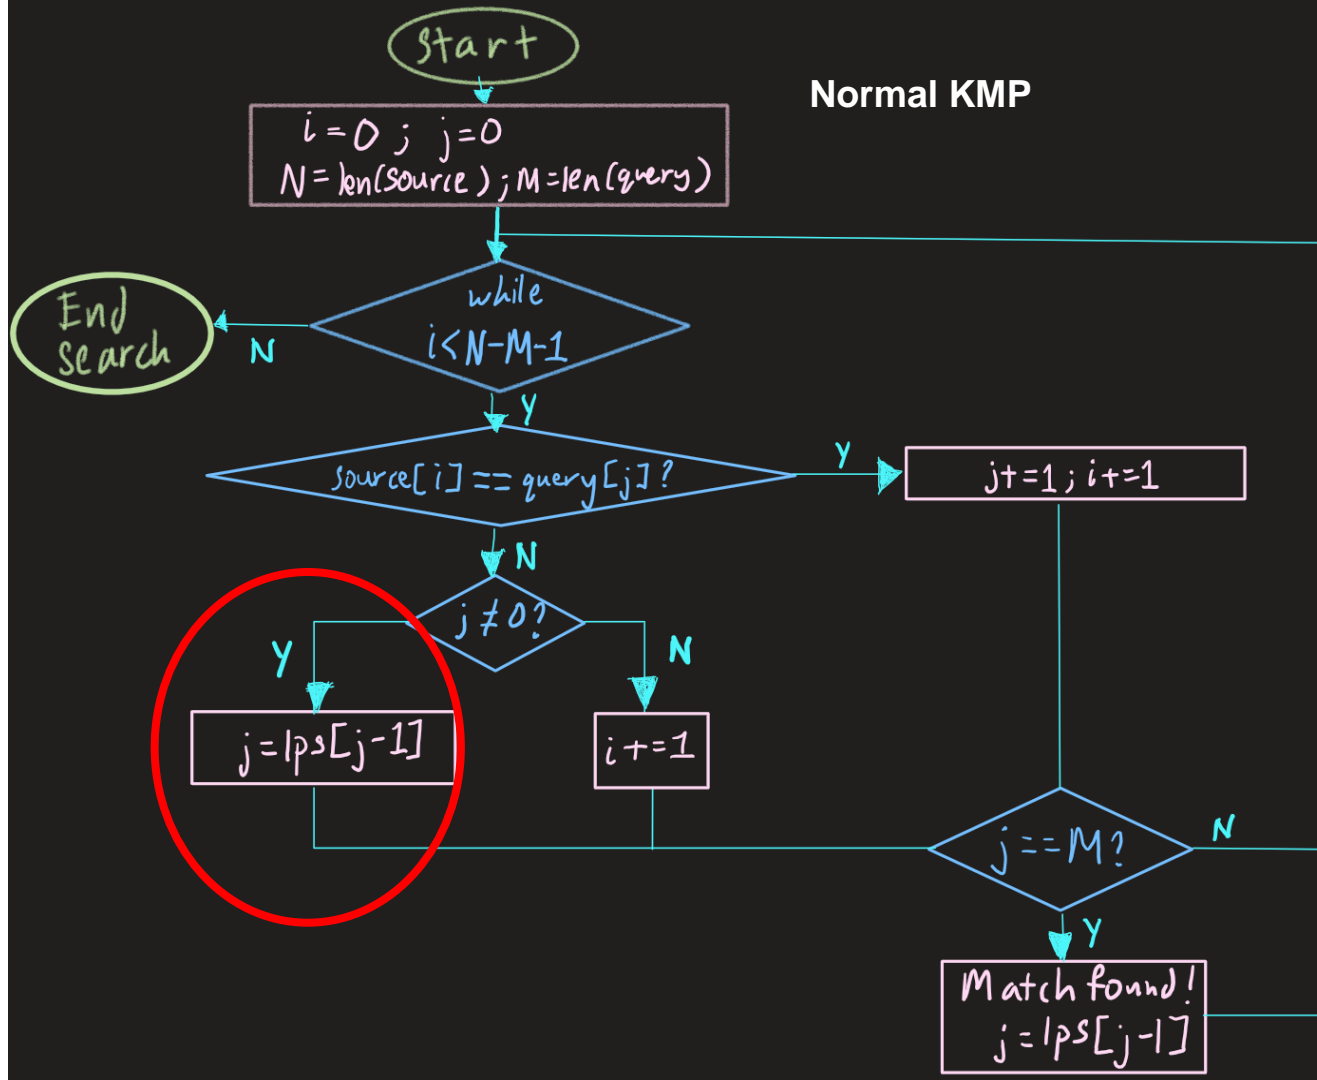 Start
Normal KMP
i=0 ; j=0
N=len(source) ; M=len(query)
while
i<N-M-1
End
search
N
Y
source[i]==query[j]?
Y
j+=1 ; i+=1
N
j≠0?
Y
N
j=lps[j-1]
i+=1
j==M?
N
Y
Match found!
j=lps[j-1]